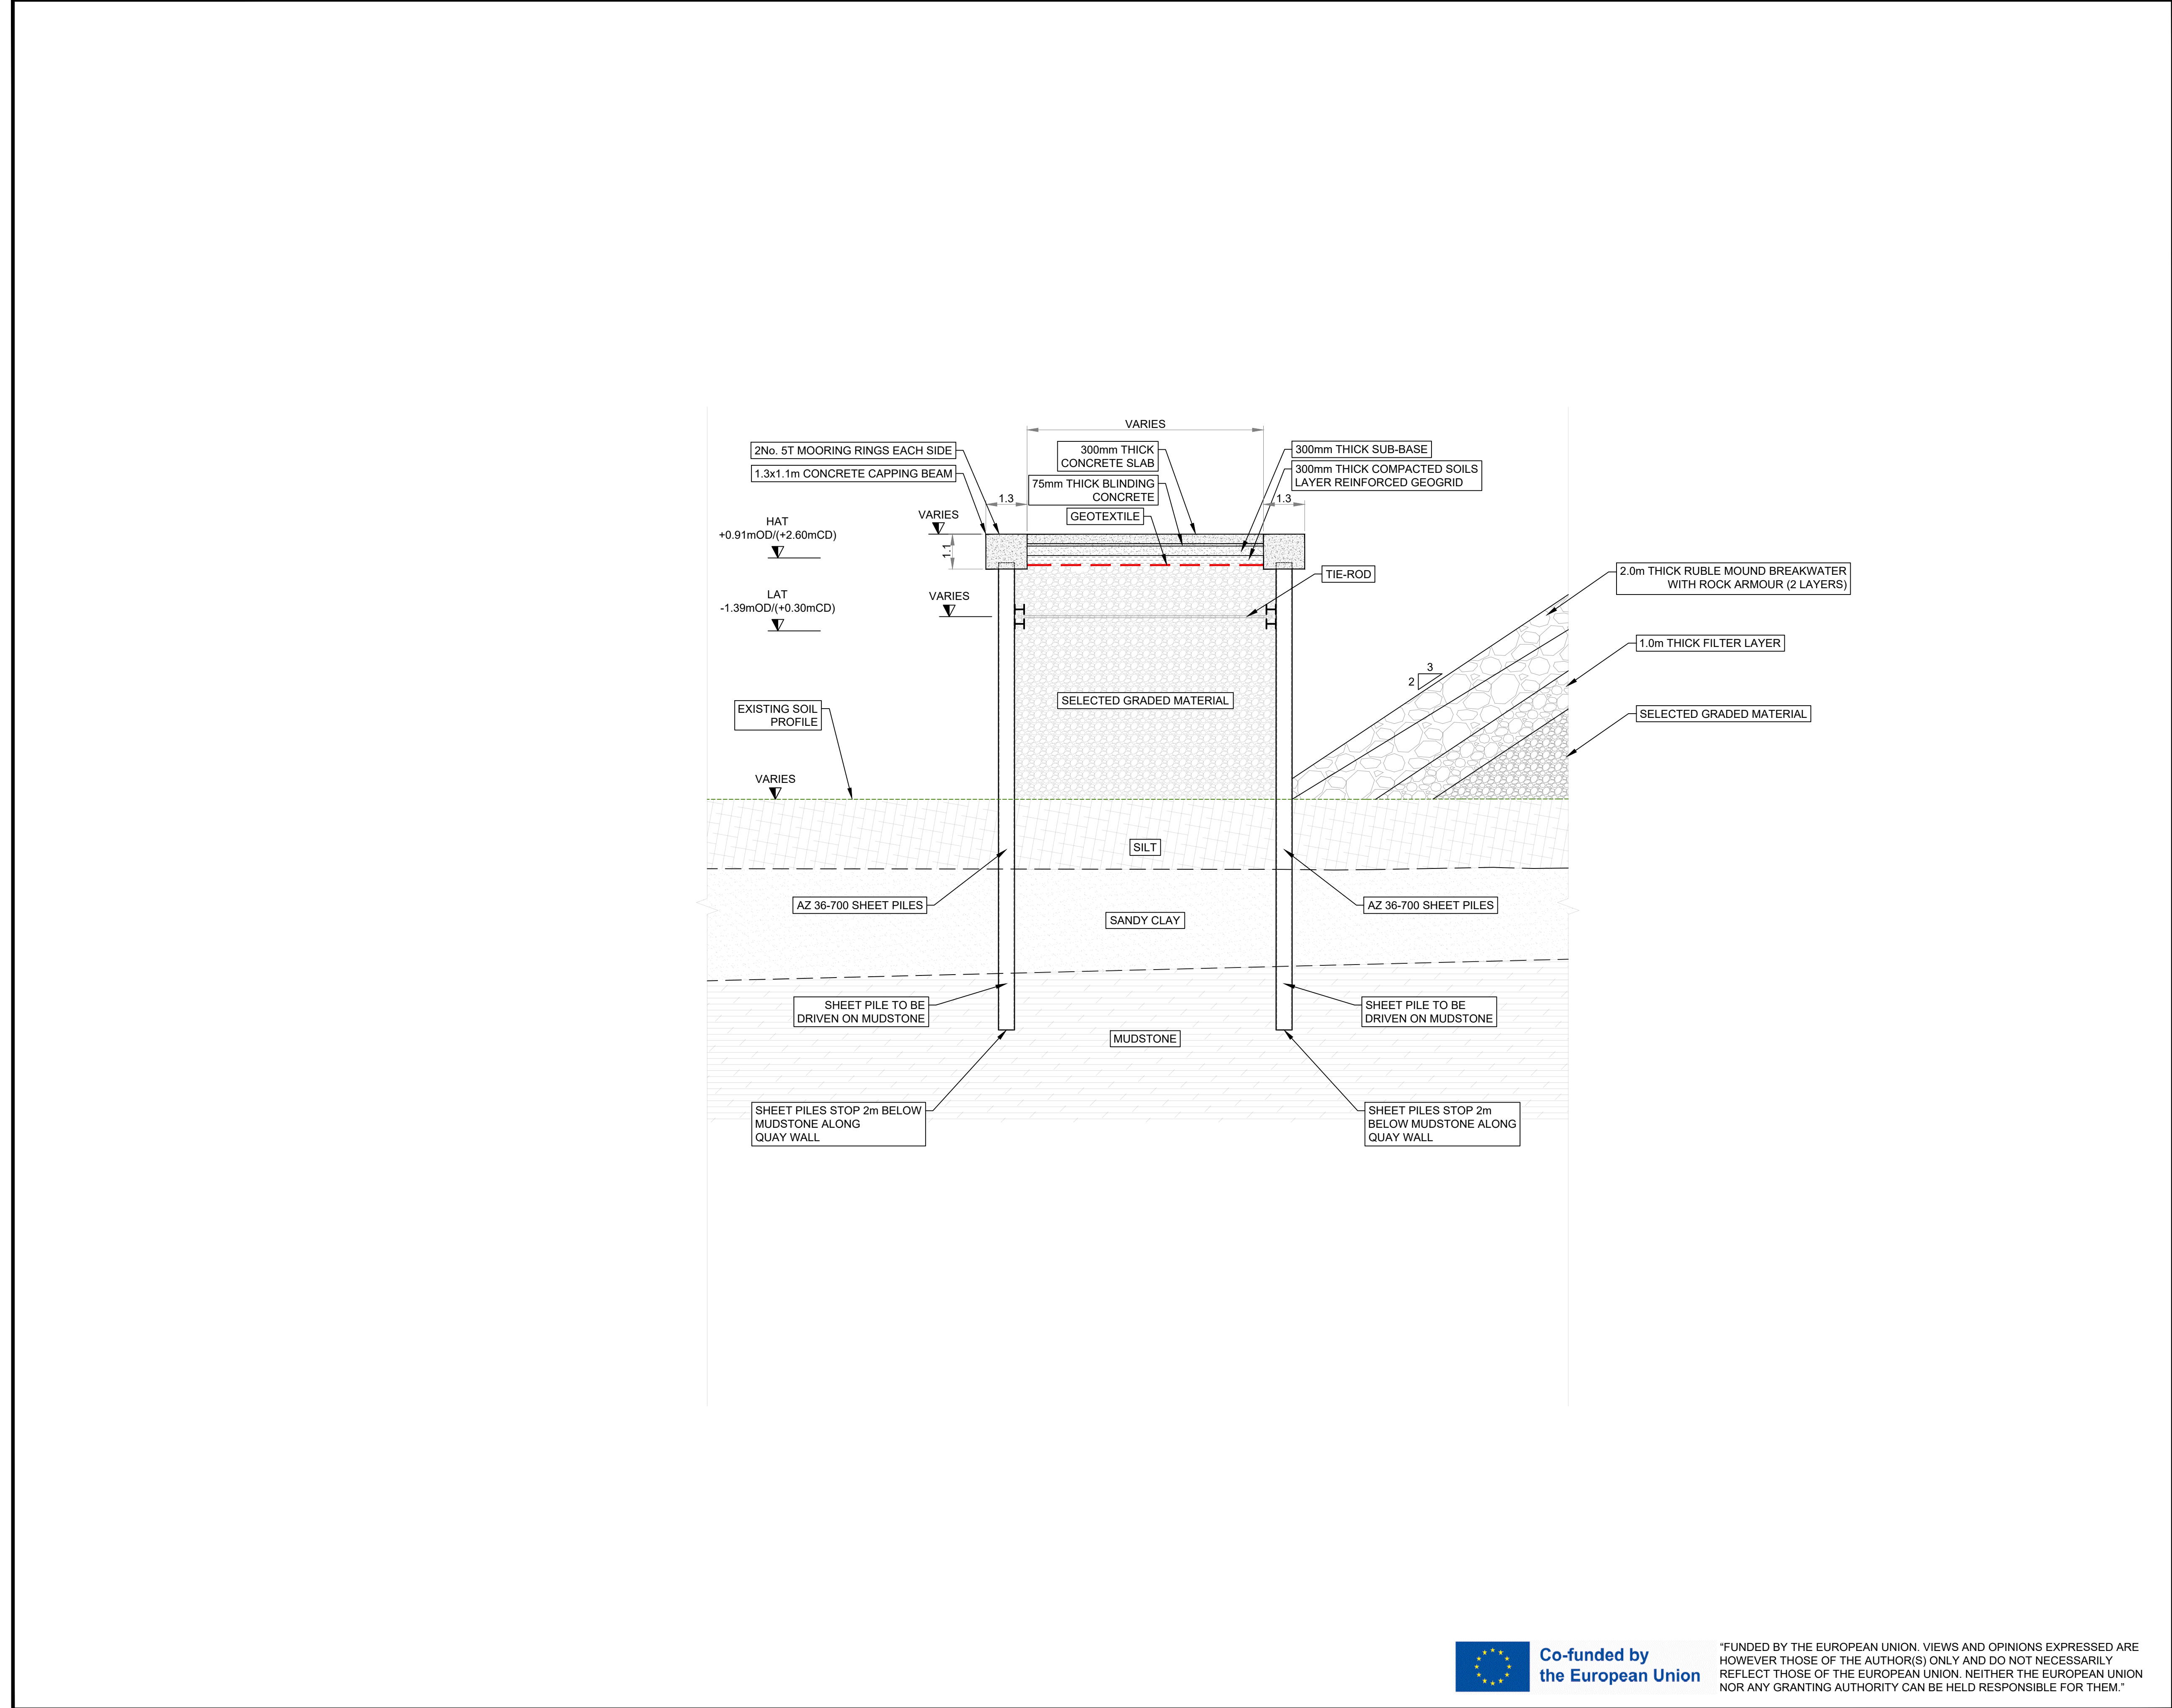 VARIES
2No. 5T MOORING RINGS EACH SIDE
1.3x1.1m CONCRETE CAPPING BEAM
300mm THICK
CONCRETE SLAB
75mm THICK BLINDING
CONCRETE
GEOTEXTILE
300mm THICK SUB-BASE
300mm THICK COMPACTED SOILS
LAYER REINFORCED GEOGRID
1.3
1.3
HAT
+0.91mOD/(+2.60mCD)
VARIES
1.1
TIE-ROD
LAT
-1.39mOD/(+0.30mCD)
VARIES
2.0m THICK RUBLE MOUND BREAKWATER
WITH ROCK ARMOUR (2 LAYERS)
1.0m THICK FILTER LAYER
3
2
SELECTED GRADED MATERIAL
SELECTED GRADED MATERIAL
EXISTING SOIL
PROFILE
VARIES
SILT
AZ 36-700 SHEET PILES
AZ 36-700 SHEET PILES
SANDY CLAY
SHEET PILE TO BE
DRIVEN ON MUDSTONE
SHEET PILE TO BE
DRIVEN ON MUDSTONE
MUDSTONE
SHEET PILES STOP 2m BELOW
MUDSTONE ALONG
QUAY WALL
SHEET PILES STOP 2m
BELOW MUDSTONE ALONG
QUAY WALL
Co-funded by
the European Union
"FUNDED BY THE EUROPEAN UNION. VIEWS AND OPINIONS EXPRESSED ARE
HOWEVER THOSE OF THE AUTHOR(S) ONLY AND DO NOT NECESSARILY
REFLECT THOSE OF THE EUROPEAN UNION. NEITHER THE EUROPEAN UNION
NOR ANY GRANTING AUTHORITY CAN BE HELD RESPONSIBLE FOR THEM."